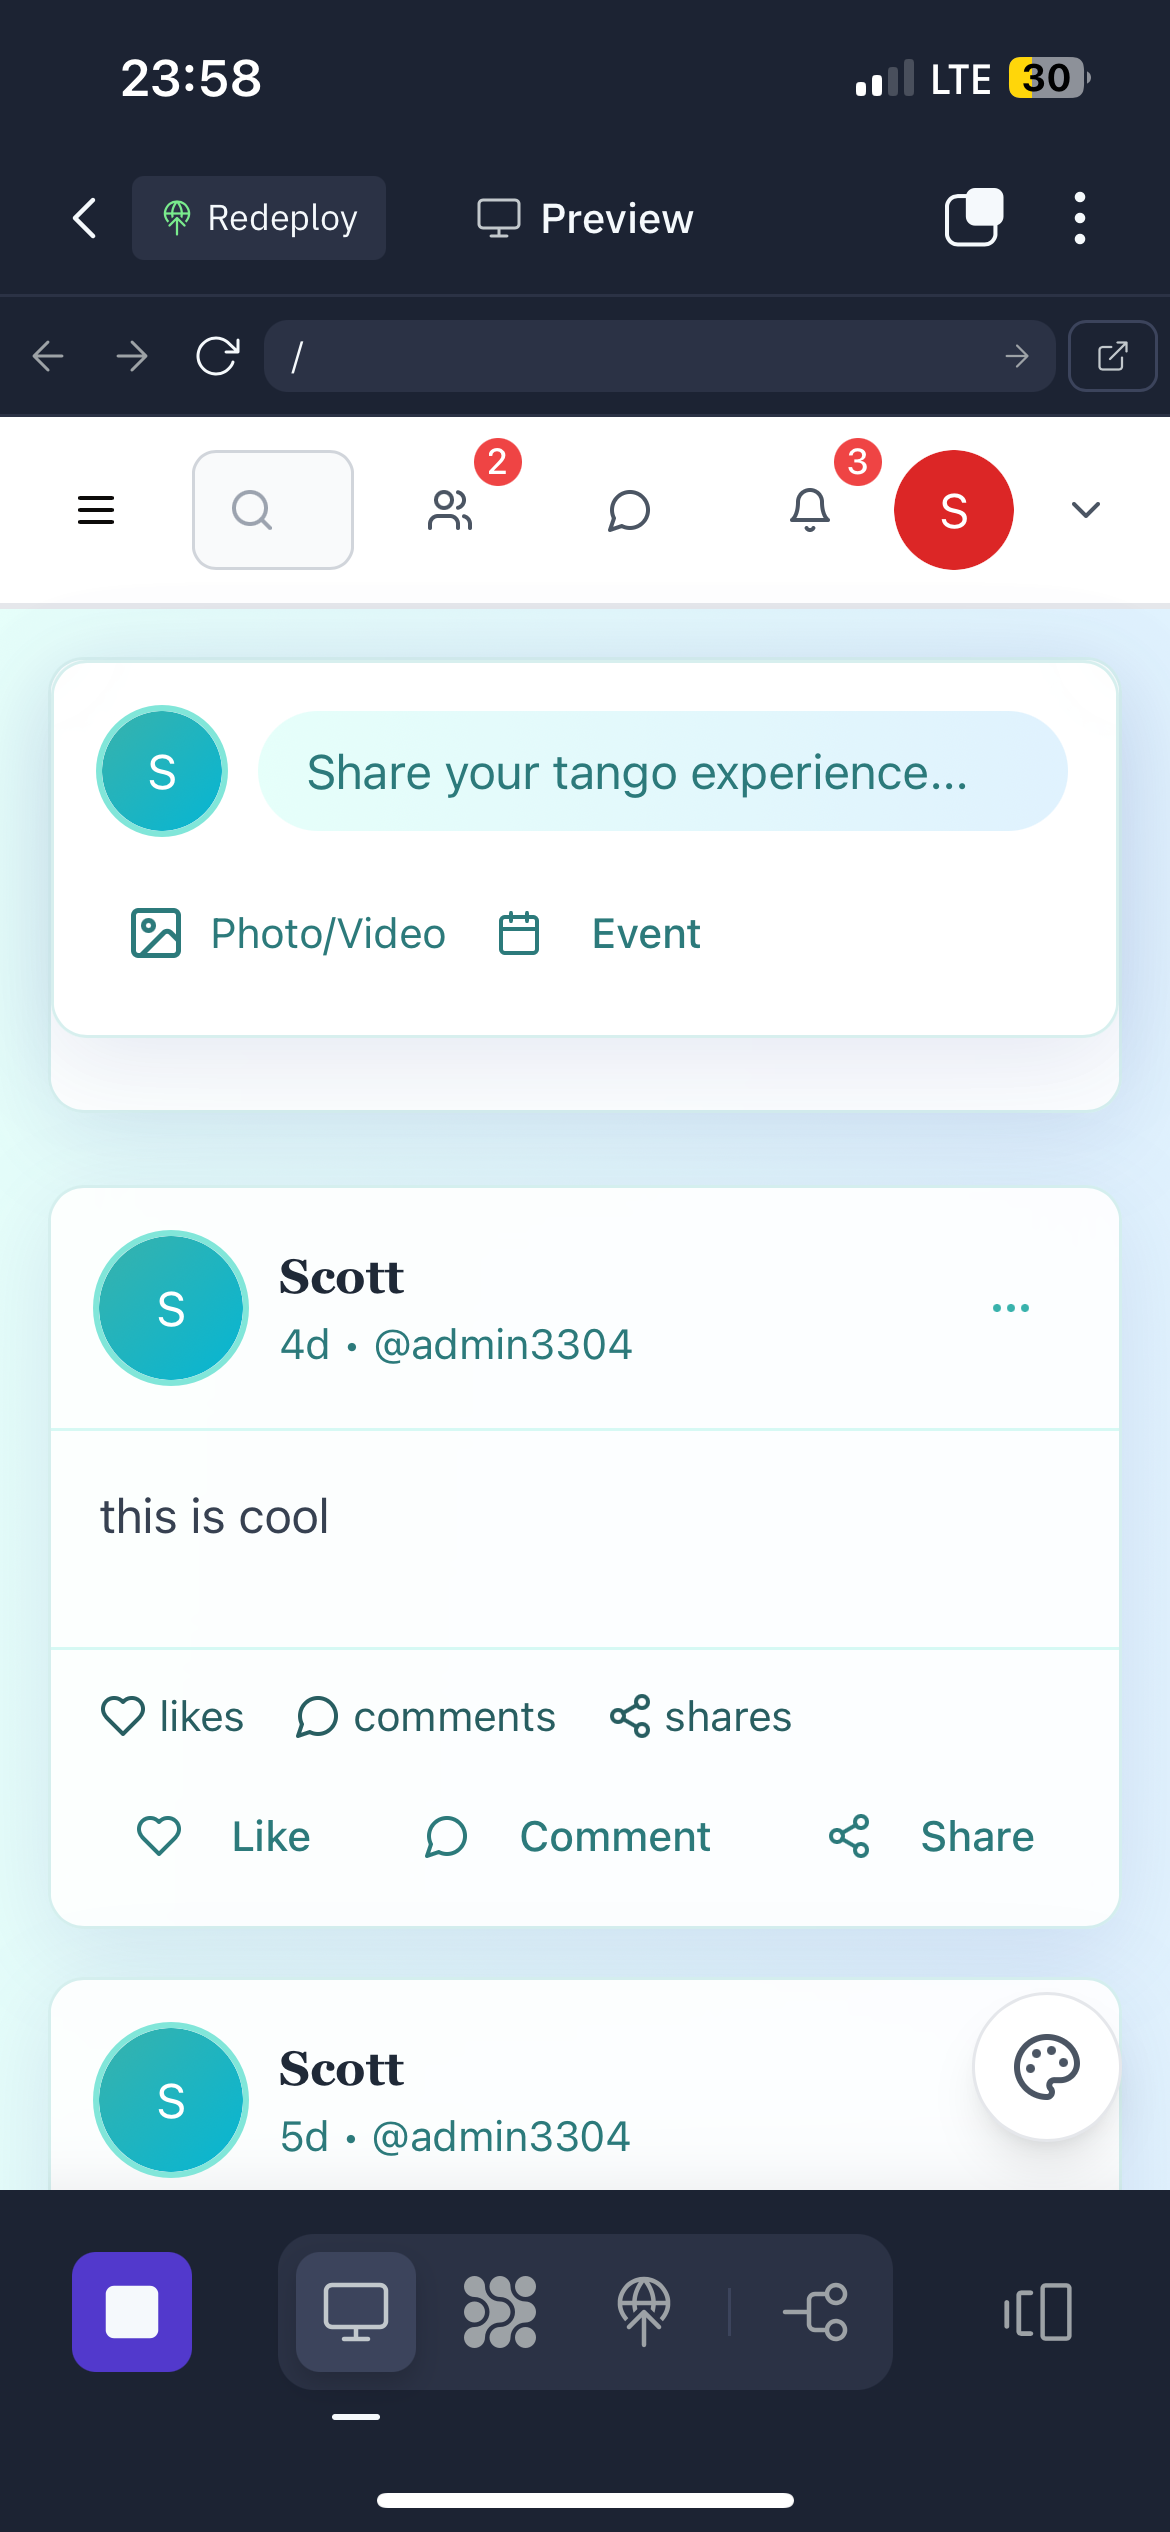 23:58 LTE 30
Redeploy Preview
/
2 3 S
S Share your tango experience...
Photo/Video Event
S Scott
4d • @admin3304
this is cool
likes comments shares
Like Comment Share
S Scott
5d • @admin3304